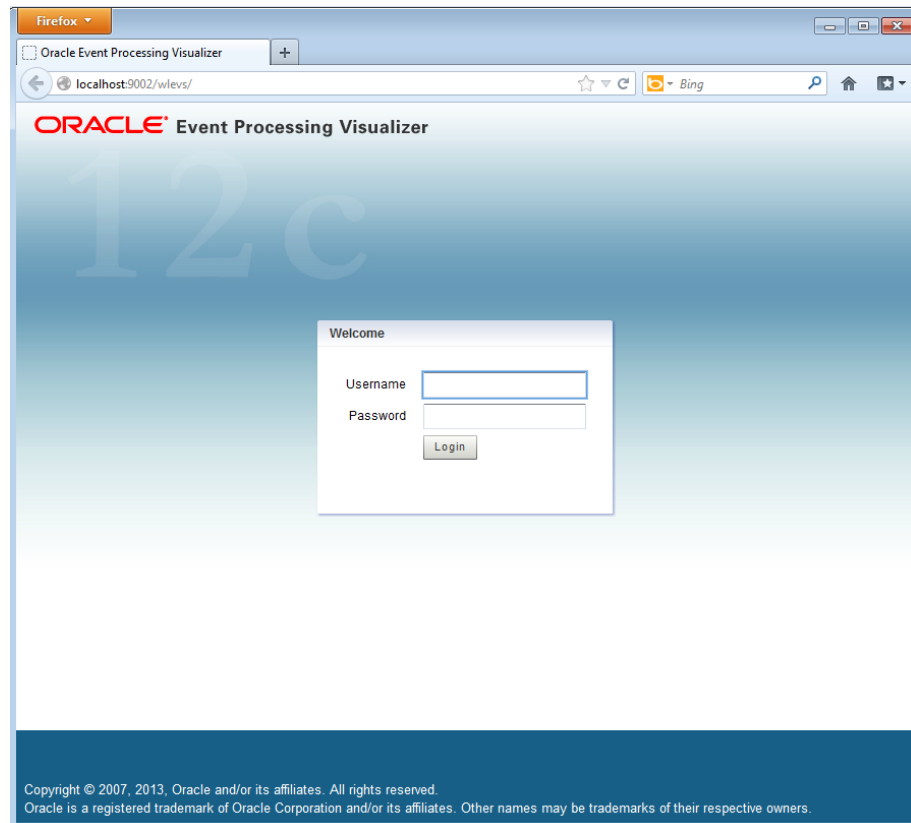 Firefox
Oracle Event Processing Visualizer
localhost:9002/wlevs/
Bing
ORACLE Event Processing Visualizer
12c
Welcome
Username
Password
Login
Copyright © 2007, 2013, Oracle and/or its affiliates. All rights reserved.
Oracle is a registered trademark of Oracle Corporation and/or its affiliates. Other names may be trademarks of their respective owners.